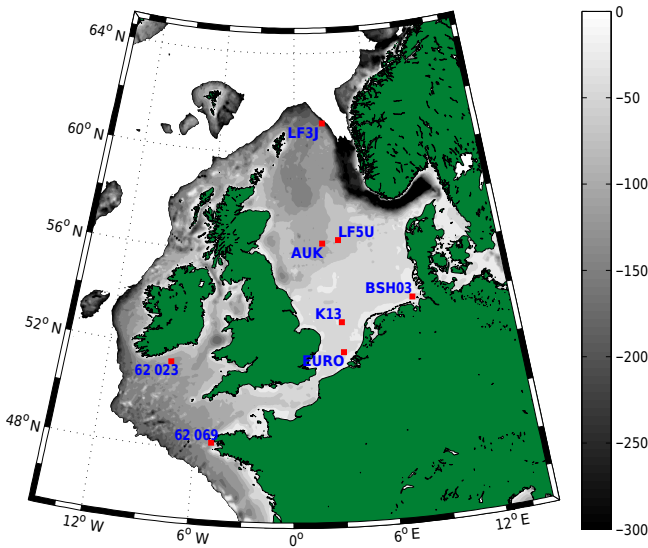 64° N
60° N
56° N
52° N
48° N
12° W
6° W
0°
6° E
12° E
LF3J
LF5U
AUK
BSH03
K13
EURO
62 023
62 069
0
−50
−100
−150
−200
−250
−300